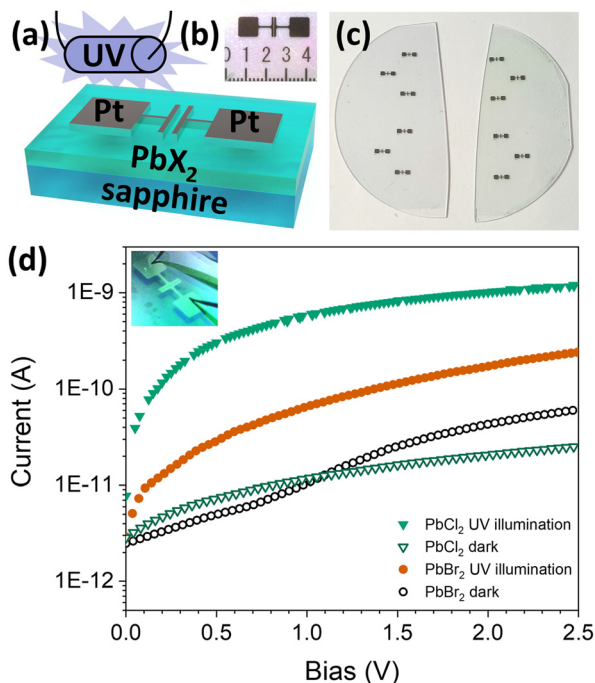 (a)
UV
(b)
0 1 2 3 4
(c)
Pt
Pt
PbX₂
sapphire
(d)
1E-9
1E-10
1E-11
1E-12
Current (A)
PbCl₂ UV illumination
PbCl₂ dark
PbBr₂ UV illumination
PbBr₂ dark
0.0 0.5 1.0 1.5 2.0 2.5
Bias (V)